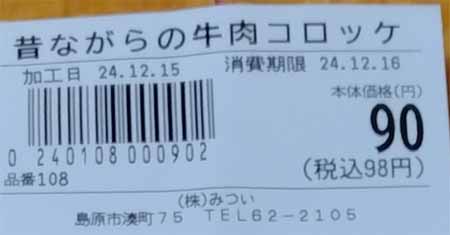 昔ながらの牛肉コロッケ
加工日 24.12.15 消費期限 24.12.16
本体価格(円)
90
0 240108 000902
(税込98円)
品番108
(株)みつい
島原市湊町75 TEL62-2105